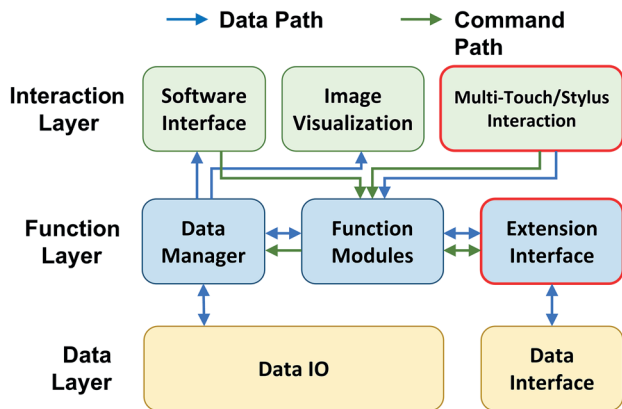 Data Path
Command
Path
Interaction
Layer
Software
Interface
Image
Visualization
Multi-Touch/Stylus
Interaction
Function
Layer
Data
Manager
Function
Modules
Extension
Interface
Data
Layer
Data IO
Data
Interface